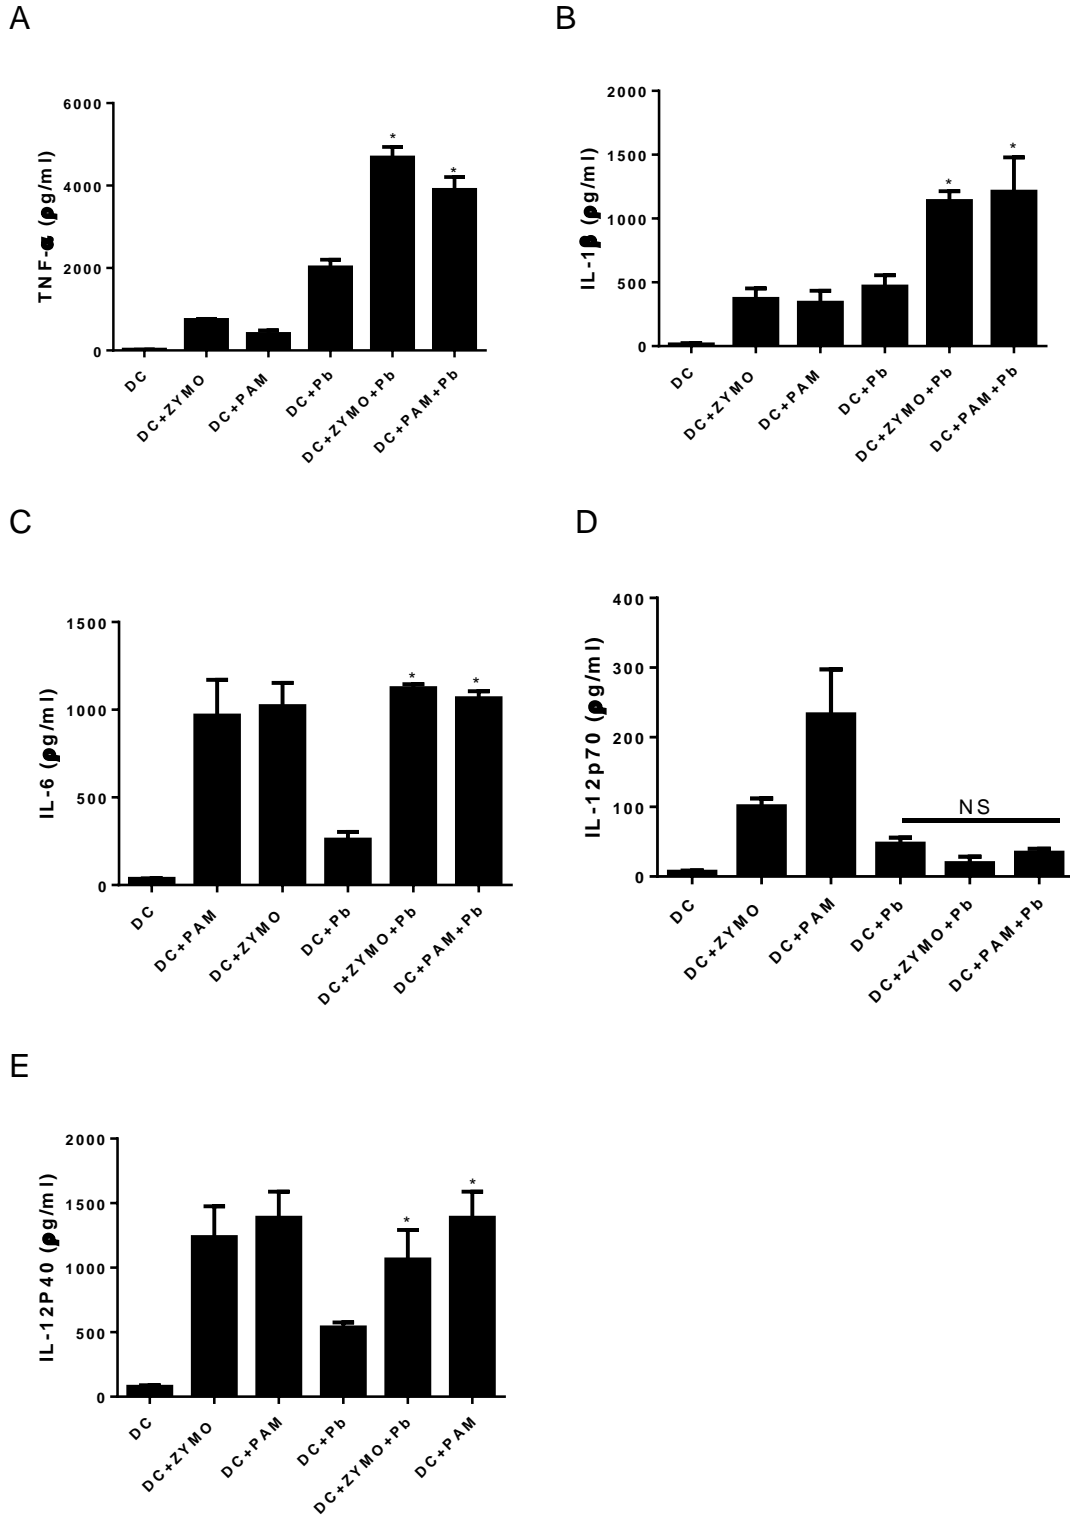 A
TNF-α (ρg/ml)
6000
4000
2000
0
*
*
DC
DC+ZYMO
DC+PAM
DC+Pb
DC+ZYMO+Pb
DC+PAM+Pb
B
IL-1β (ρg/ml)
2000
1500
1000
500
0
*
*
DC
DC+ZYMO
DC+PAM
DC+Pb
DC+ZYMO+Pb
DC+PAM+Pb
C
IL-6 (ρg/ml)
1500
1000
500
0
*
*
DC
DC+PAM
DC+ZYMO
DC+Pb
DC+ZYMO+Pb
DC+PAM+Pb
D
IL-12p70 (ρg/ml)
400
300
200
100
0
NS
DC
DC+ZYMO
DC+PAM
DC+Pb
DC+ZYMO+Pb
DC+PAM+Pb
E
IL-12P40 (ρg/ml)
2000
1500
1000
500
0
*
*
DC
DC+ZYMO
DC+PAM
DC+Pb
DC+ZYMO+Pb
DC+PAM